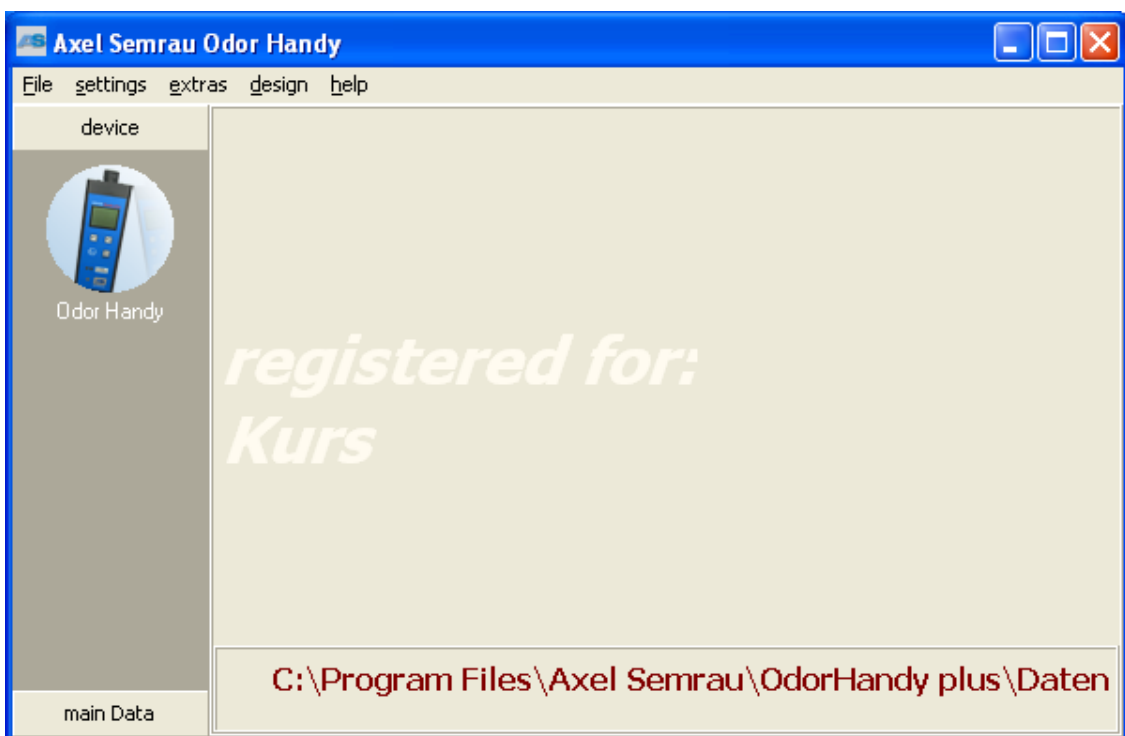 Axel Semrau Odor Handy
File settings extras design help
device
Odor Handy
registered for:
Kurs
C:\Program Files\Axel Semrau\OdorHandy plus\Daten
main Data